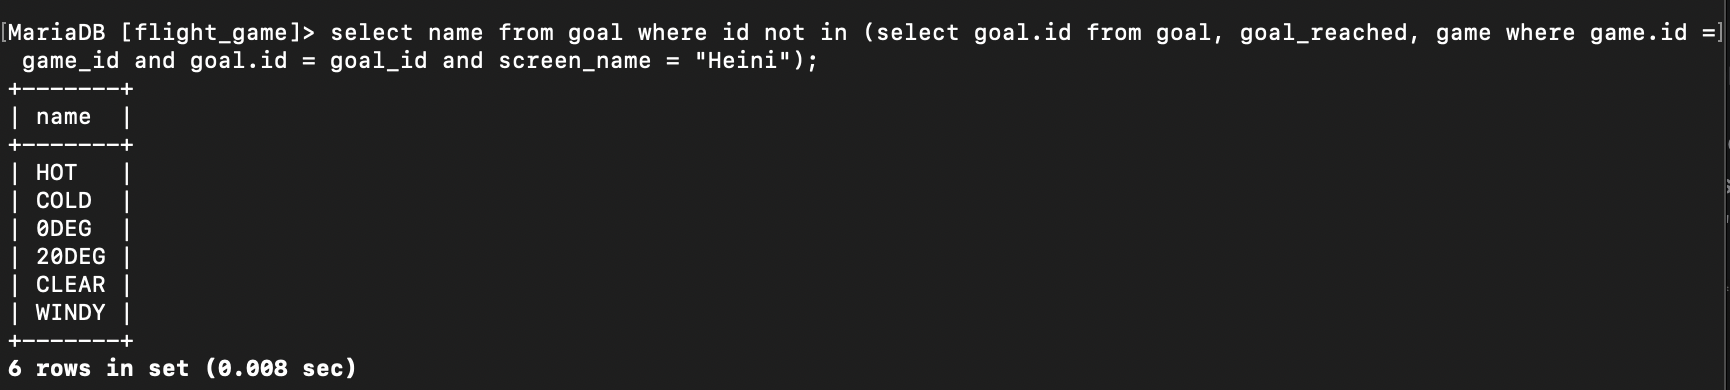 [MariaDB [flight_game]> select name from goal where id not in (select goal.id from goal, goal_reached, game where game.id =]
 game_id and goal.id = goal_id and screen_name = "Heini");
+-------+
| name  |
+-------+
| HOT   |
| COLD  |
| 0DEG  |
| 20DEG |
| CLEAR |
| WINDY |
+-------+
6 rows in set (0.008 sec)